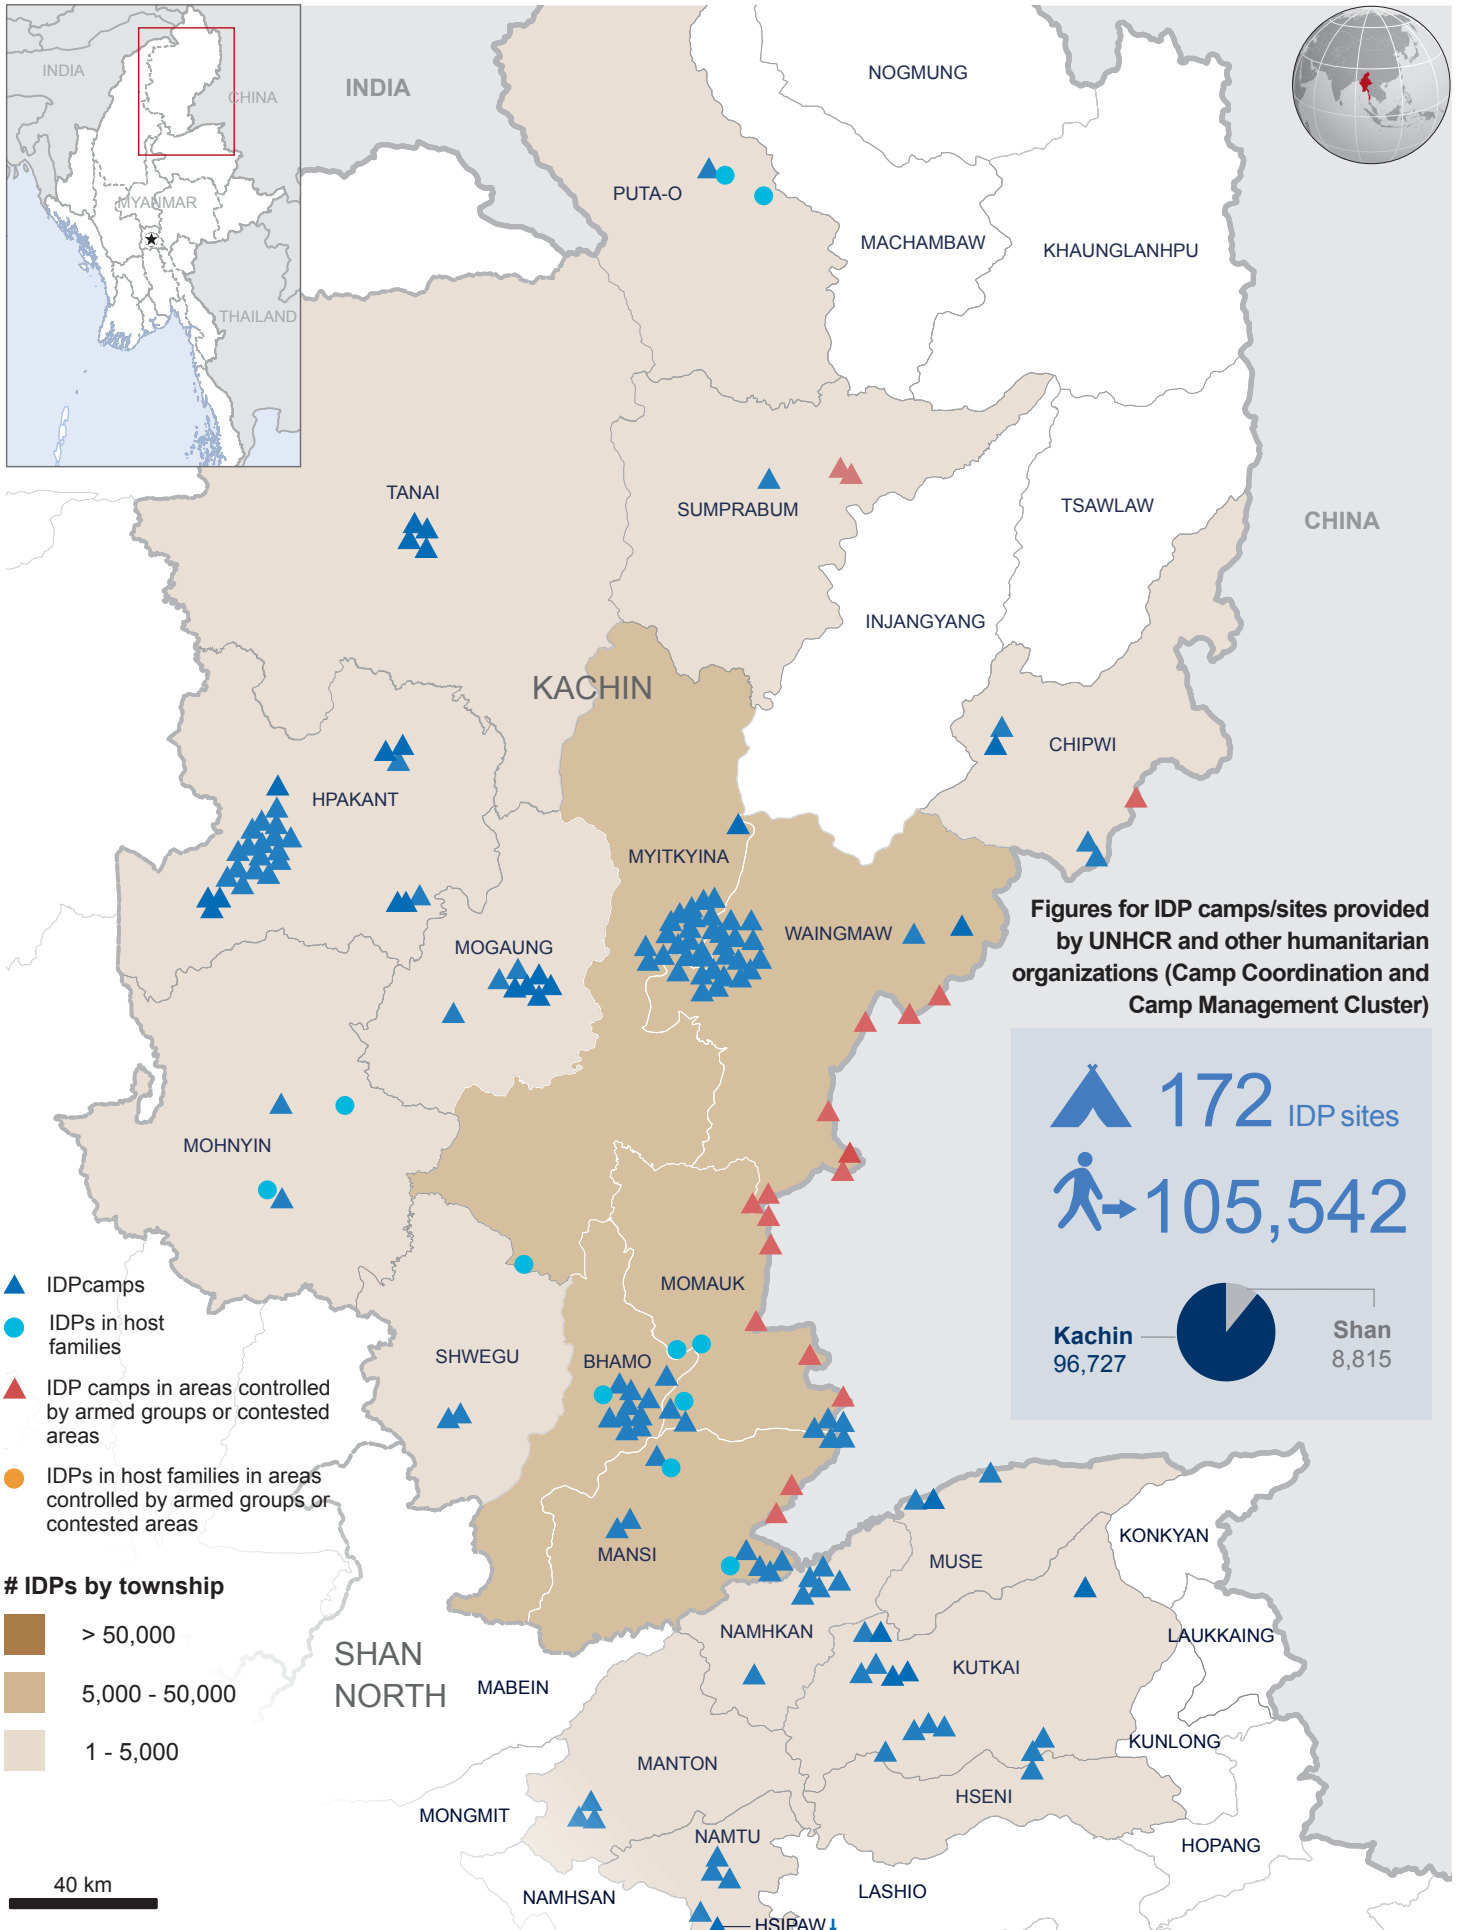 INDIA
CHINA
MYANMAR
THAILAND
INDIA
NOGMUNG
PUTA-O
MACHAMBAW
KHAUNGLANHPU
TANAI
SUMPRABUM
TSAWLAW
CHINA
INJANGYANG
KACHIN
CHIPWI
HPAKANT
MYITKYINA
WAINGMAW
MOGAUNG
Figures for IDP camps/sites provided
by UNHCR and other humanitarian
organizations (Camp Coordination and
Camp Management Cluster)
172 IDP sites
105,542
Kachin
96,727
Shan
8,815
MOHNYIN
MOMAUK
SHWEGU
BHAMO
MANSI
IDPcamps
IDPs in host
families
IDP camps in areas controlled
by armed groups or contested
areas
IDPs in host families in areas
controlled by armed groups or
contested areas
# IDPs by township
> 50,000
5,000 - 50,000
1 - 5,000
SHAN
NORTH
KONKYAN
MUSE
NAMHKAN
LAUKKAING
KUTKAI
MABEIN
KUNLONG
MANTON
HSENI
MONGMIT
NAMTU
HOPANG
NAMHSAN
LASHIO
HSIPAW
40 km